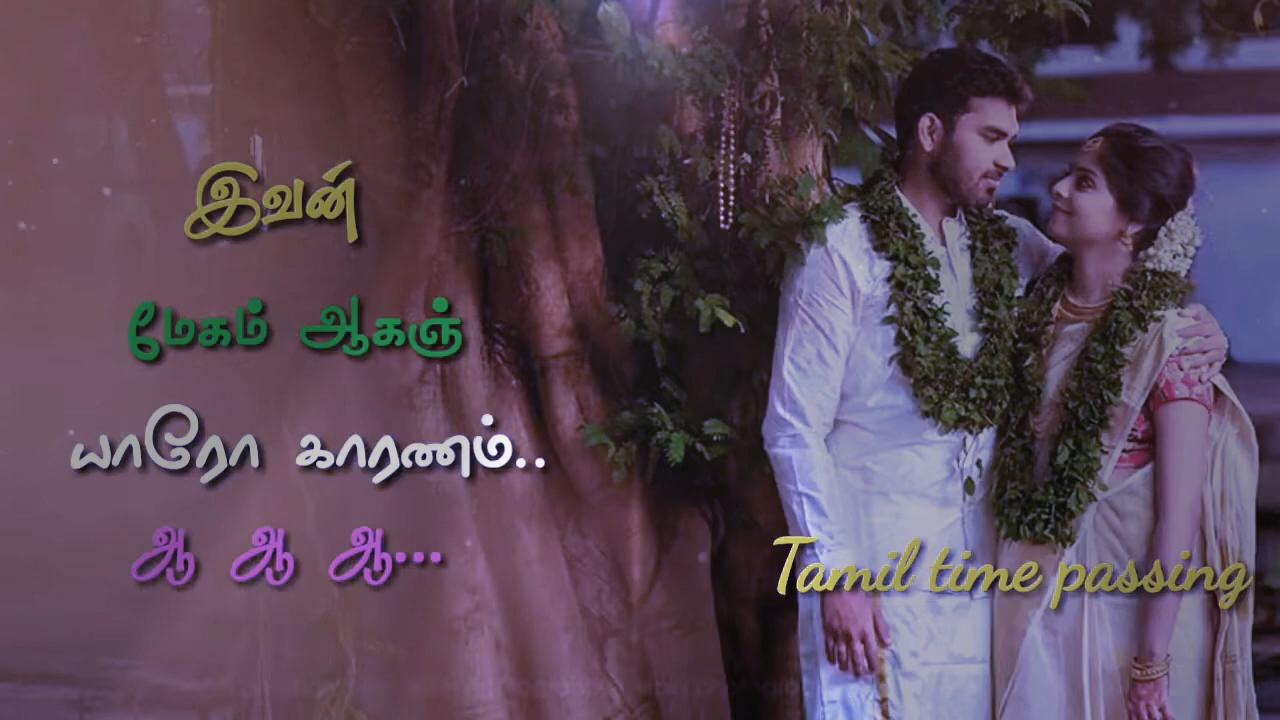 இவன்
மேகம் ஆகஞ்
யாரோ காரணம்..
ஆ ஆ ஆ...
Tamil time passing